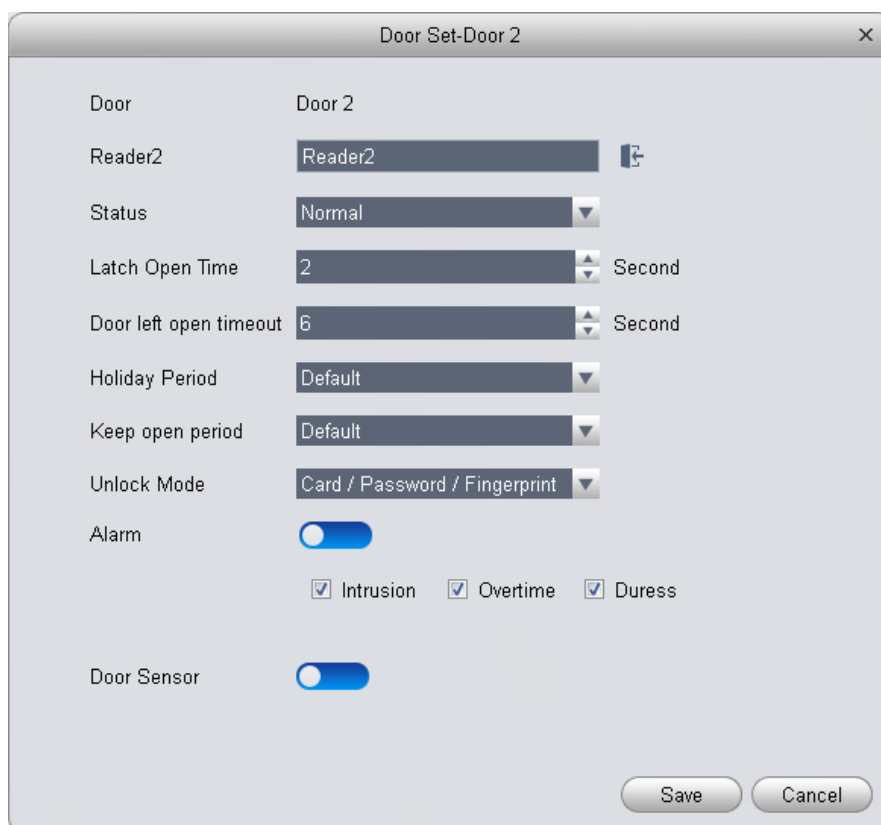 Door Set-Door 2
Door Door 2
Reader2 Reader2
Status Normal
Latch Open Time 2 Second
Door left open timeout 6 Second
Holiday Period Default
Keep open period Default
Unlock Mode Card / Password / Fingerprint
Alarm
Intrusion Overtime Duress
Door Sensor
Save Cancel